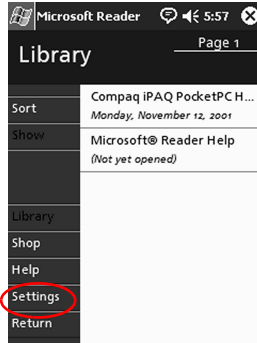 Microsoft Reader 5:57
Library
Page 1
Sort
Show
Library
Shop
Help
Settings
Return
Compaq iPAQ PocketPC H...
Monday, November 12, 2001
Microsoft® Reader Help
(Not yet opened)